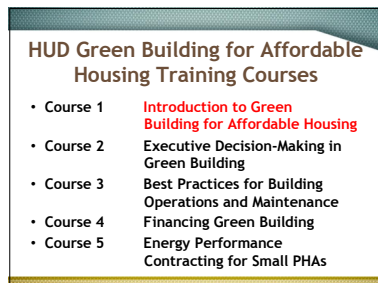 HUD Green Building for Affordable
Housing Training Courses
• Course 1 Introduction to Green
Building for Affordable Housing
• Course 2 Executive Decision-Making in
Green Building
• Course 3 Best Practices for Building
Operations and Maintenance
• Course 4 Financing Green Building
• Course 5 Energy Performance
Contracting for Small PHAs